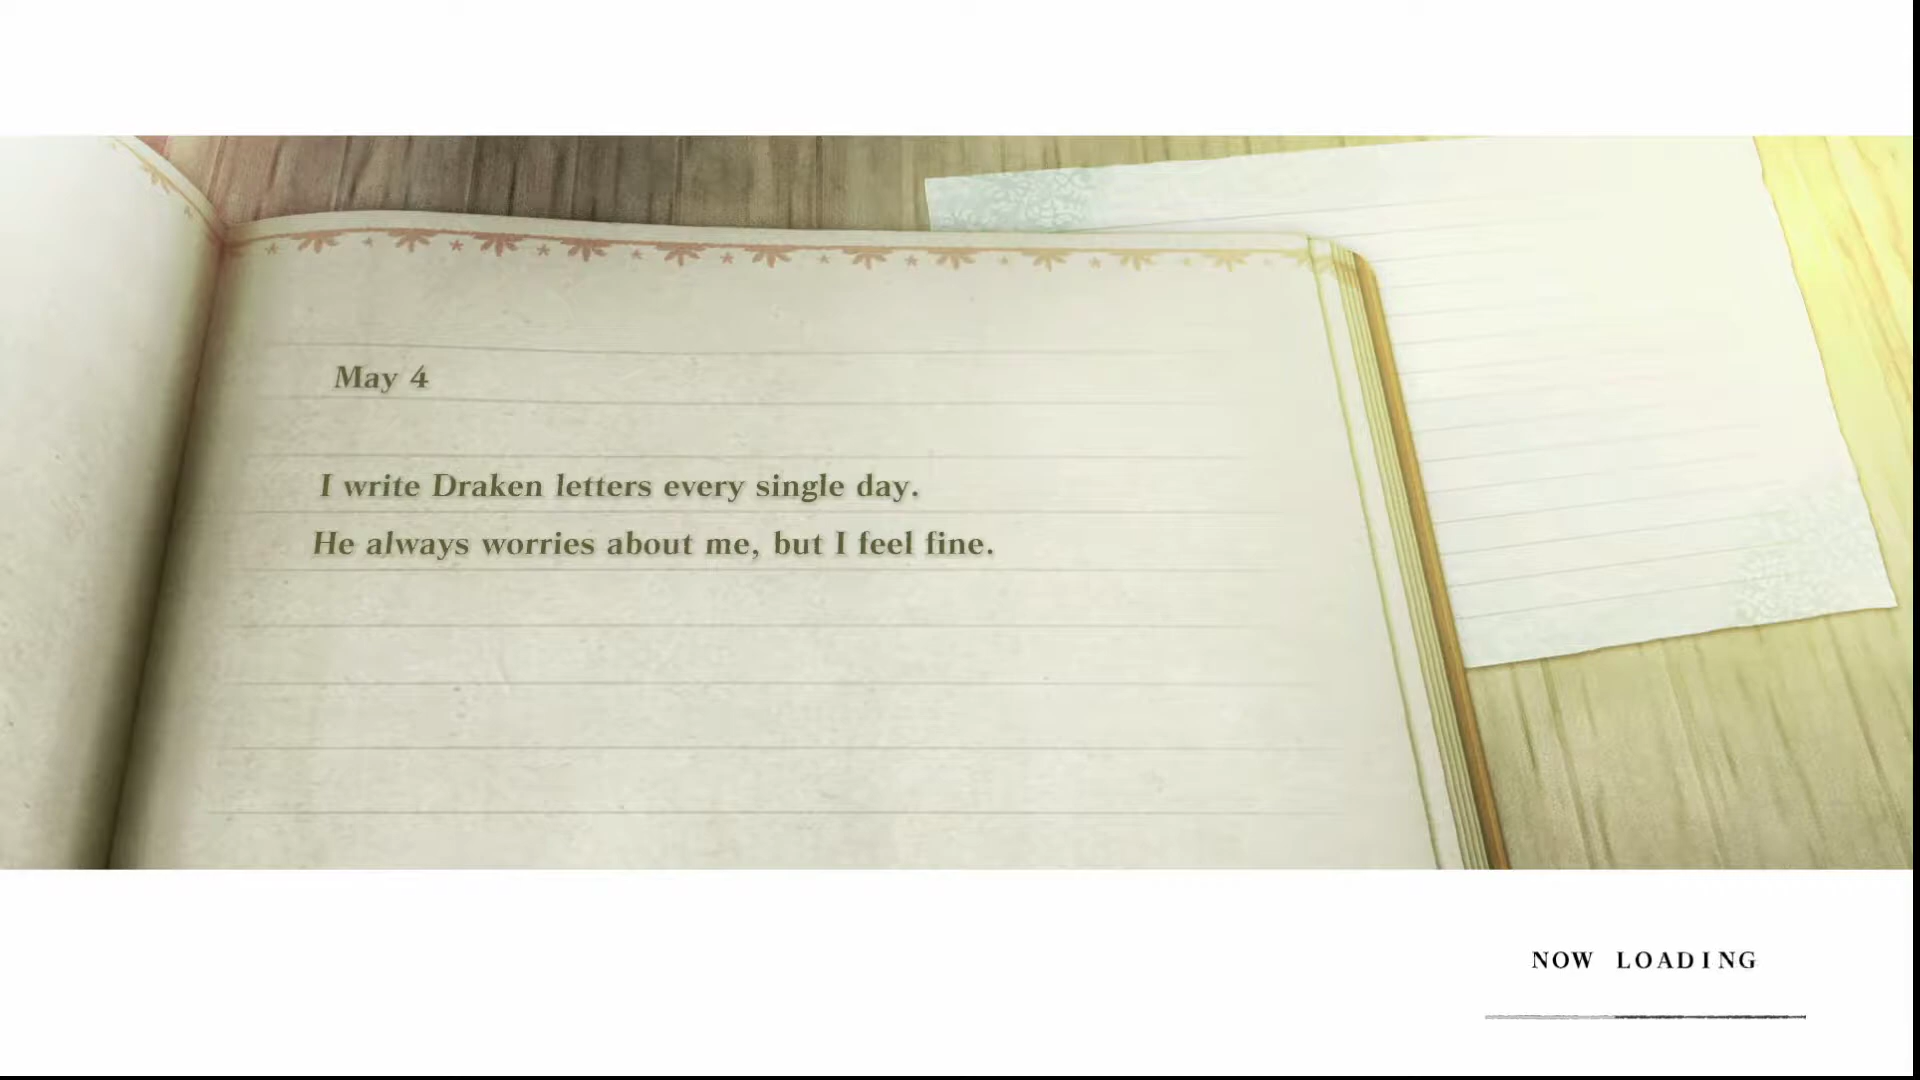 May 4
I write Draken letters every single day.
He always worries about me, but I feel fine.
NOW LOADING